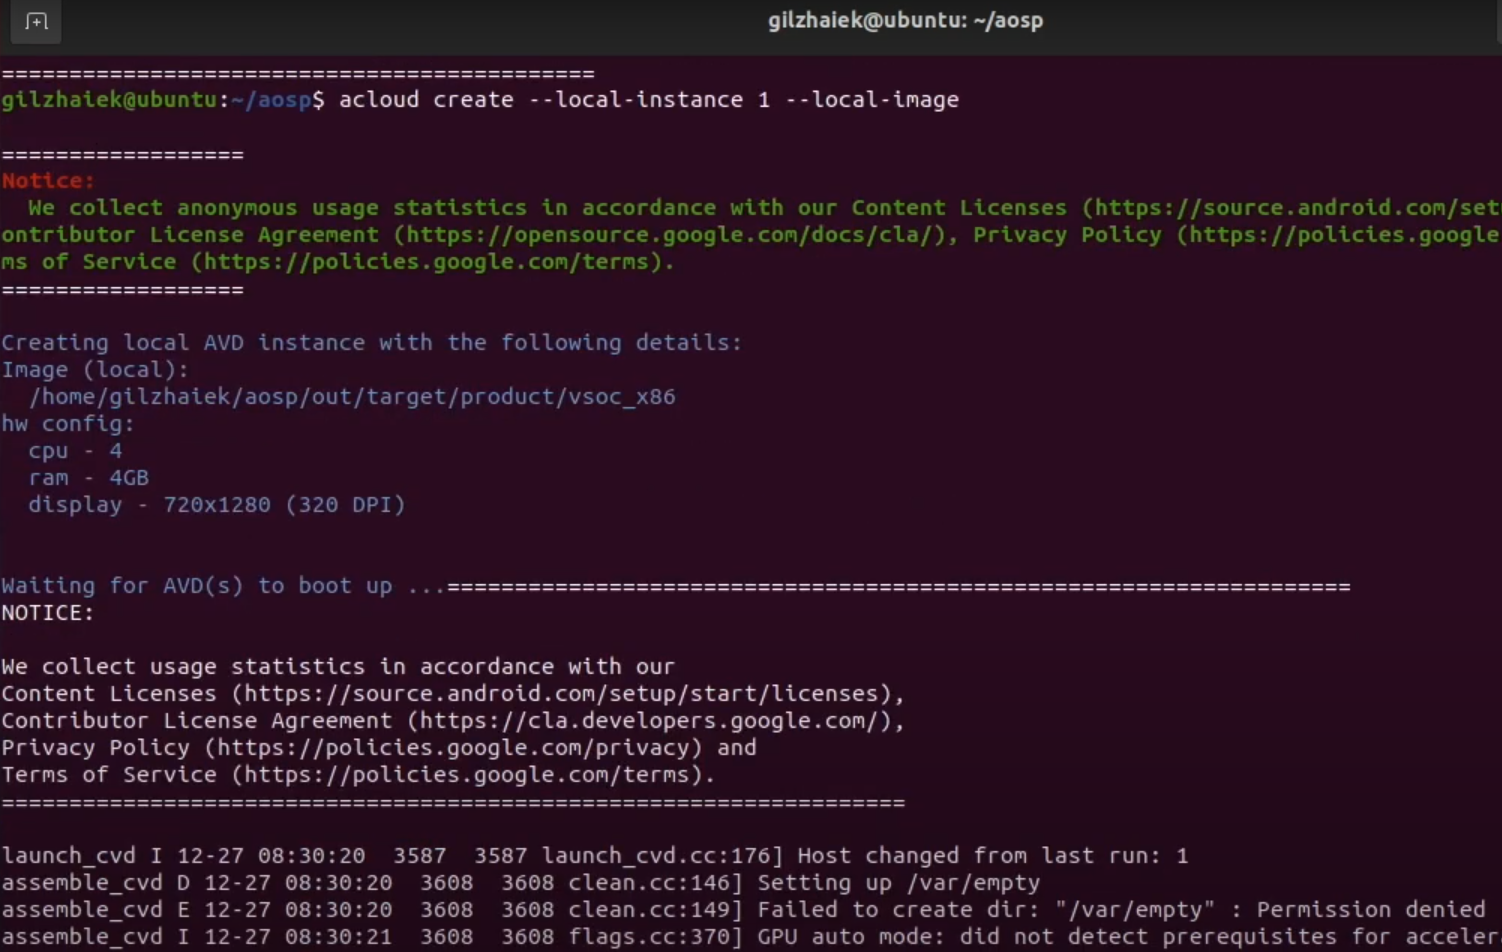 gilzhaiek@ubuntu: ~/aosp
============================================
gilzhaiek@ubuntu:~/aosp$ acloud create --local-instance 1 --local-image
==================
Notice:
We collect anonymous usage statistics in accordance with our Content Licenses (https://source.android.com/set
ontributor License Agreement (https://opensource.google.com/docs/cla/), Privacy Policy (https://policies.google
ms of Service (https://policies.google.com/terms).
==================
Creating local AVD instance with the following details:
Image (local):
/home/gilzhaiek/aosp/out/target/product/vsoc_x86
hw config:
cpu - 4
ram - 4GB
display - 720x1280 (320 DPI)
Waiting for AVD(s) to boot up ...===================================================================
NOTICE:
We collect usage statistics in accordance with our
Content Licenses (https://source.android.com/setup/start/licenses),
Contributor License Agreement (https://cla.developers.google.com/),
Privacy Policy (https://policies.google.com/privacy) and
Terms of Service (https://policies.google.com/terms).
===================================================================
launch_cvd I 12-27 08:30:20  3587  3587 launch_cvd.cc:176] Host changed from last run: 1
assemble_cvd D 12-27 08:30:20  3608  3608 clean.cc:146] Setting up /var/empty
assemble_cvd E 12-27 08:30:20  3608  3608 clean.cc:149] Failed to create dir: "/var/empty" : Permission denied
assemble_cvd I 12-27 08:30:21  3608  3608 flags.cc:370] GPU auto mode: did not detect prerequisites for acceler